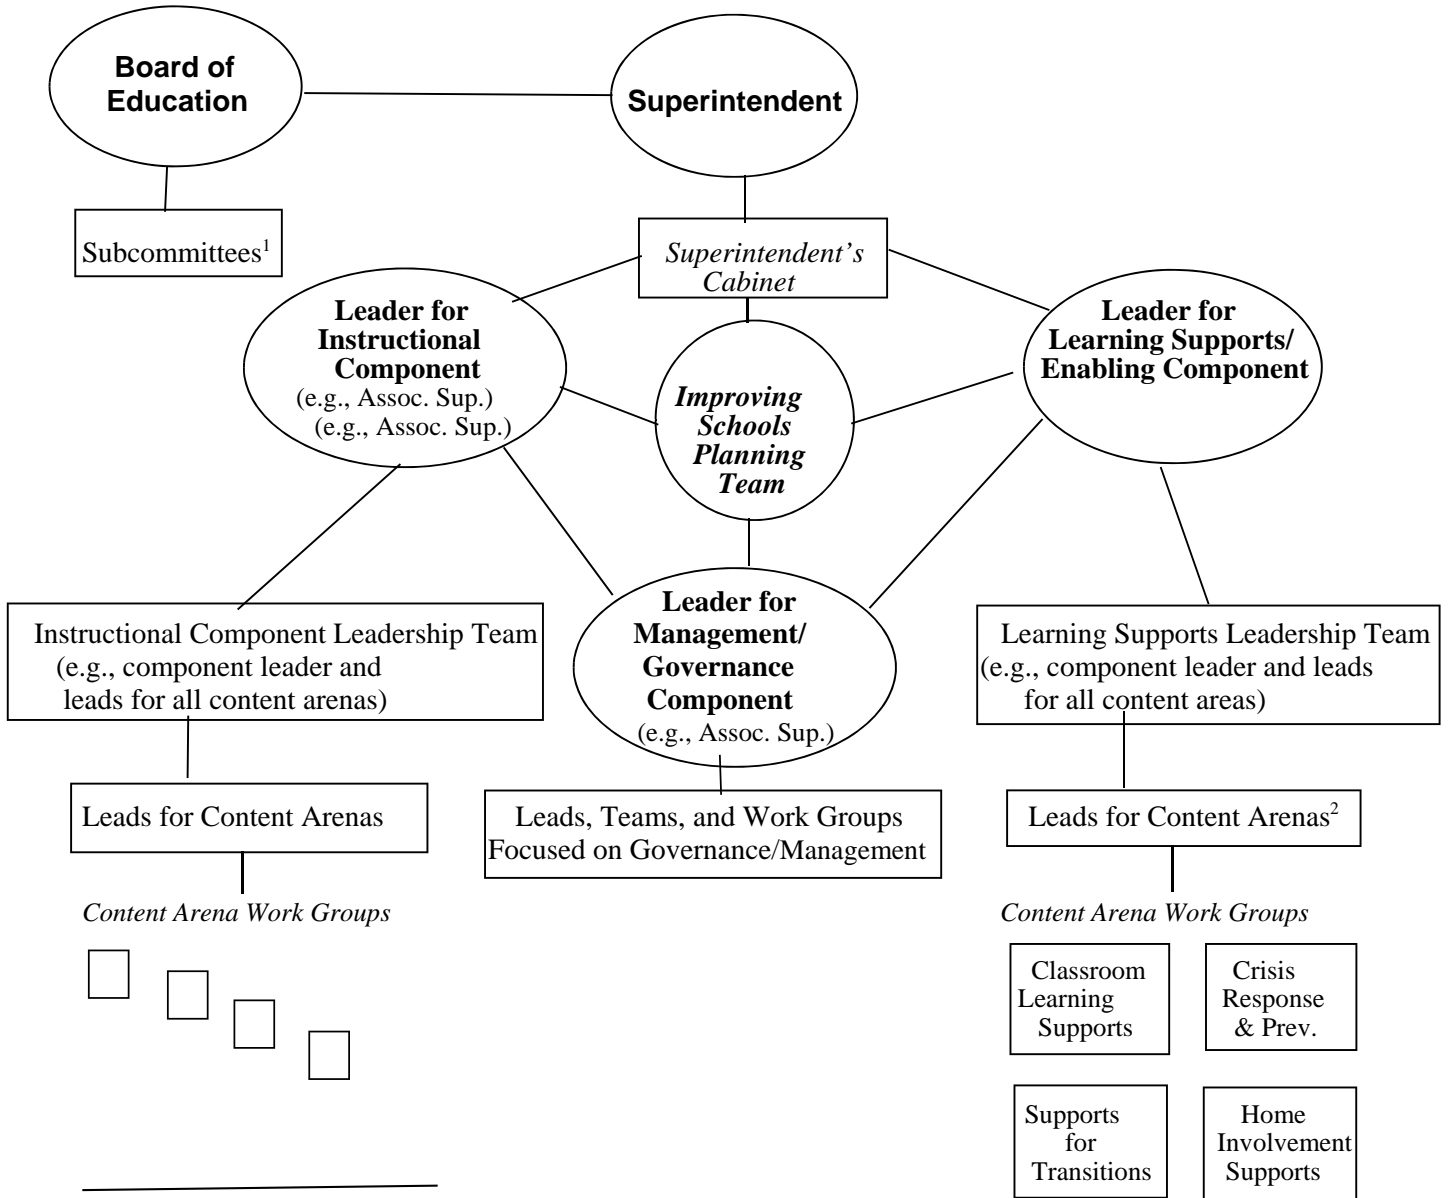 Board of
Education
Superintendent
Subcommittees¹
Superintendent's
Cabinet
Leader for
Instructional
Component
(e.g., Assoc. Sup.)
(e.g., Assoc. Sup.)
Improving
Schools
Planning
Team
Leader for
Learning Supports/
Enabling Component
Instructional Component Leadership Team
(e.g., component leader and
leads for all content arenas)
Leader for
Management/
Governance
Component
(e.g., Assoc. Sup.)
Learning Supports Leadership Team
(e.g., component leader and leads
for all content areas)
Leads for Content Arenas
Leads, Teams, and Work Groups
Focused on Governance/Management
Leads for Content Arenas²
Content Arena Work Groups
Content Arena Work Groups
Classroom
Learning
Supports
Crisis
Response
& Prev.
Supports
for
Transitions
Home
Involvement
Supports